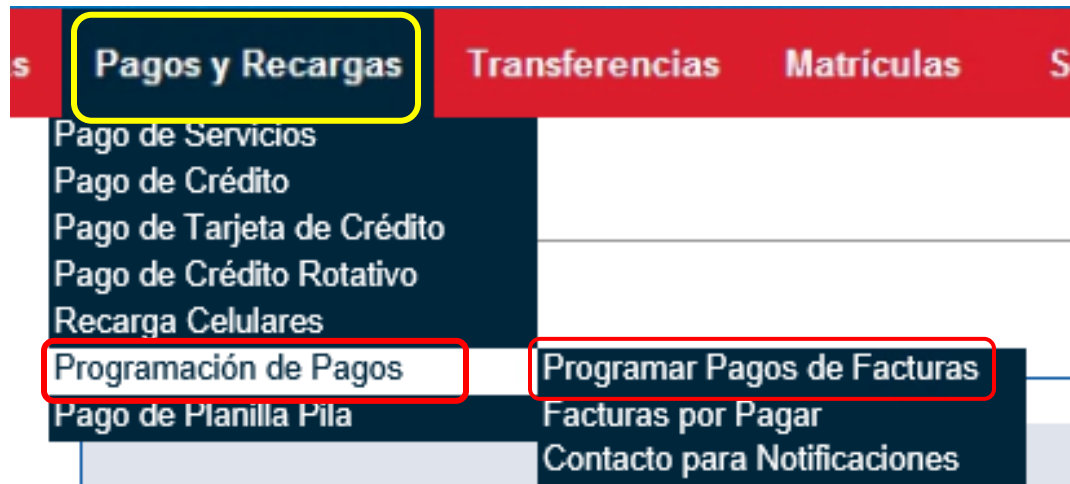 s Pagos y Recargas Transferencias Matrículas S
Pago de Servicios
Pago de Crédito
Pago de Tarjeta de Crédito
Pago de Crédito Rotativo
Recarga Celulares
Programación de Pagos Programar Pagos de Facturas
Pago de Planilla Pila Facturas por Pagar
Contacto para Notificaciones